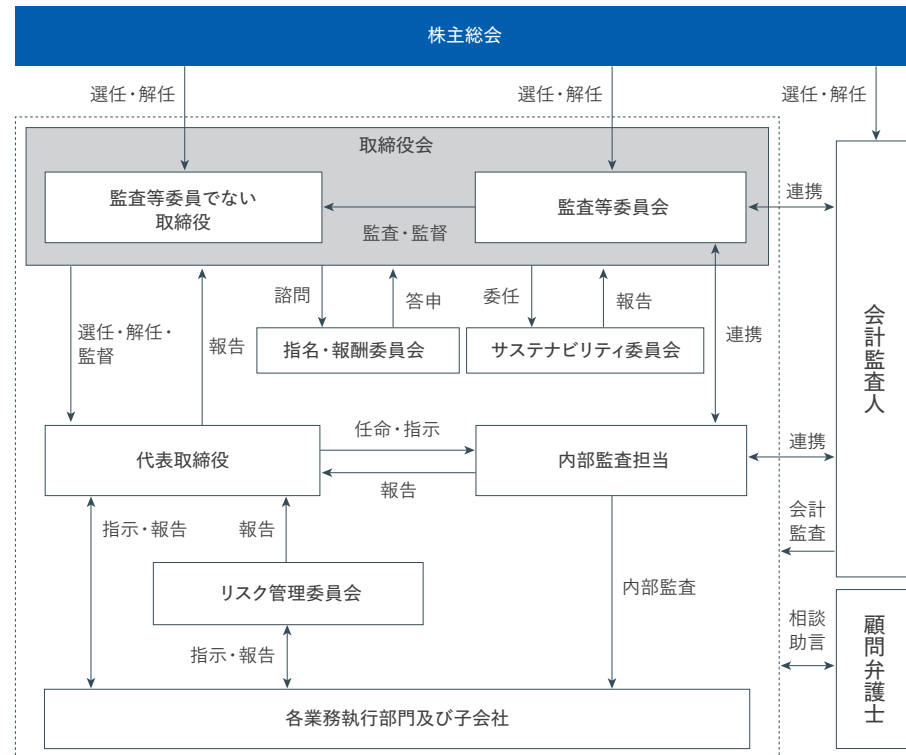 株主総会
選任・解任
選任・解任
選任・解任
取締役会
監査等委員でない
取締役
監査等委員会
連携
監査・監督
諮問
答申
委任
報告
選任・解任・
監督
報告
指名・報酬委員会
サステナビリティ委員会
連携
会計監査人
代表取締役
任命・指示
報告
内部監査担当
連携
指示・報告
報告
会計
監査
リスク管理委員会
内部監査
指示・報告
相談
助言
顧問弁護士
各業務執行部門及び子会社